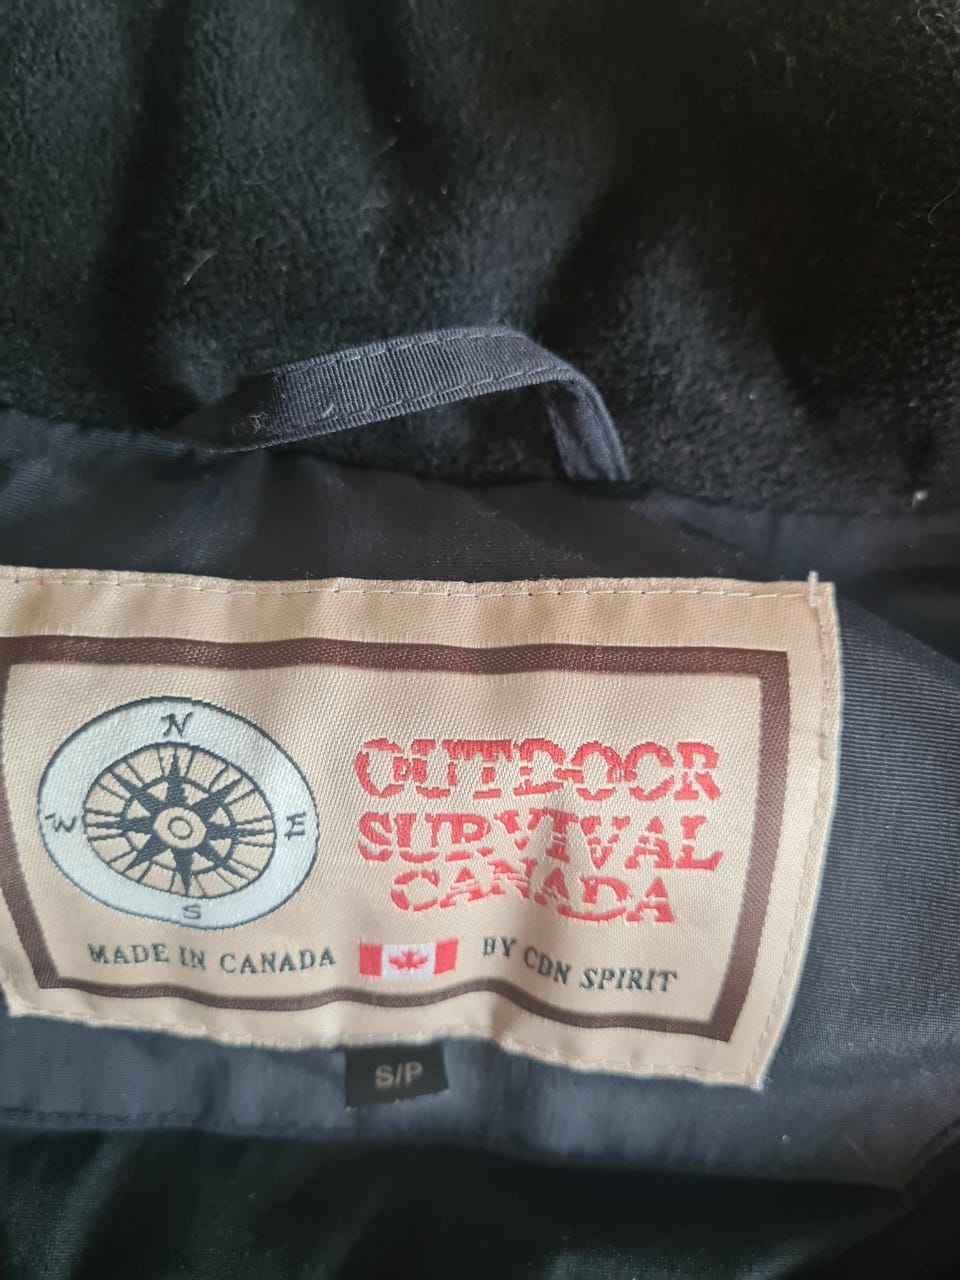 N
W E
S
OUTDOOR
SURVIVAL
CANADA
MADE IN CANADA BY CDN SPIRIT
S/P